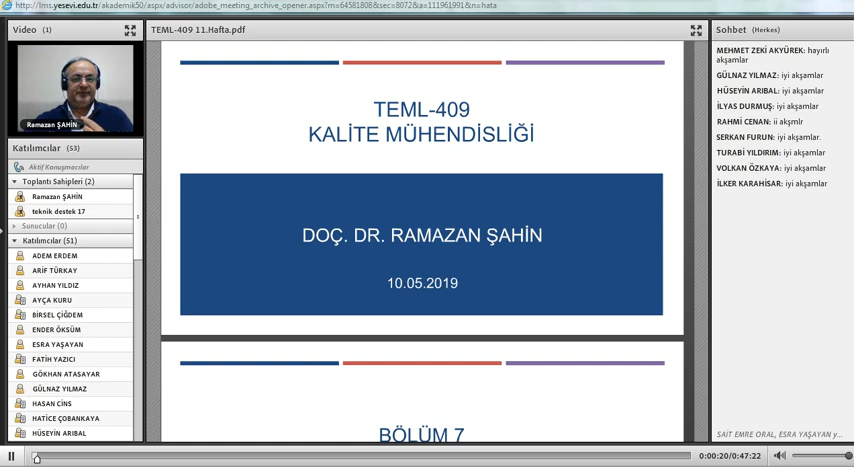 http://lms.yesevi.edu.tr/akademik50/aspx/advisor/adobe_meeting_archive_opener.aspx?m=64581808&sec=8072&a=111961991&n=hata
Video (1)
Ramazan ŞAHİN
Katılımcılar (53)
Aktif Konuşmacılar
Toplantı Sahipleri (2)
Ramazan ŞAHİN
teknik destek 17
Sunucular (0)
Katılımcılar (51)
ADEM ERDEM
ARİF TÜRKAY
AYHAN YILDIZ
AYÇA KURU
BİRSEL ÇİĞDEM
ENDER ÖKSÜM
ESRA YAŞAYAN
FATİH YAZICI
GÖKHAN ATASAYAR
GÜLNAZ YILMAZ
HASAN CİNS
HATİCE ÇOBANKAYA
HÜSEYİN ARIBAL
TEML-409 11.Hafta.pdf
TEML-409
KALİTE MÜHENDİSLİĞİ
DOÇ. DR. RAMAZAN ŞAHİN
10.05.2019
BÖLÜM 7
Sohbet (Herkes)
MEHMET ZEKİ AKYÜREK: hayırlı
akşamlar
GÜLNAZ YILMAZ: iyi akşamlar
HÜSEYİN ARIBAL: iyi akşamlar
İLYAS DURMUŞ: iyi akşamlar
RAHMİ CENAN: ii akşmlr
SERKAN FURUN: iyi akşamlar.
TURABİ YILDIRIM: iyi akşamlar
VOLKAN ÖZKAYA: iyi akşamlar
İLKER KARAHİSAR: iyi akşamlar
SAİT EMRE ORAL, ESRA YAŞAYAN y...
0:00:20/0:47:22